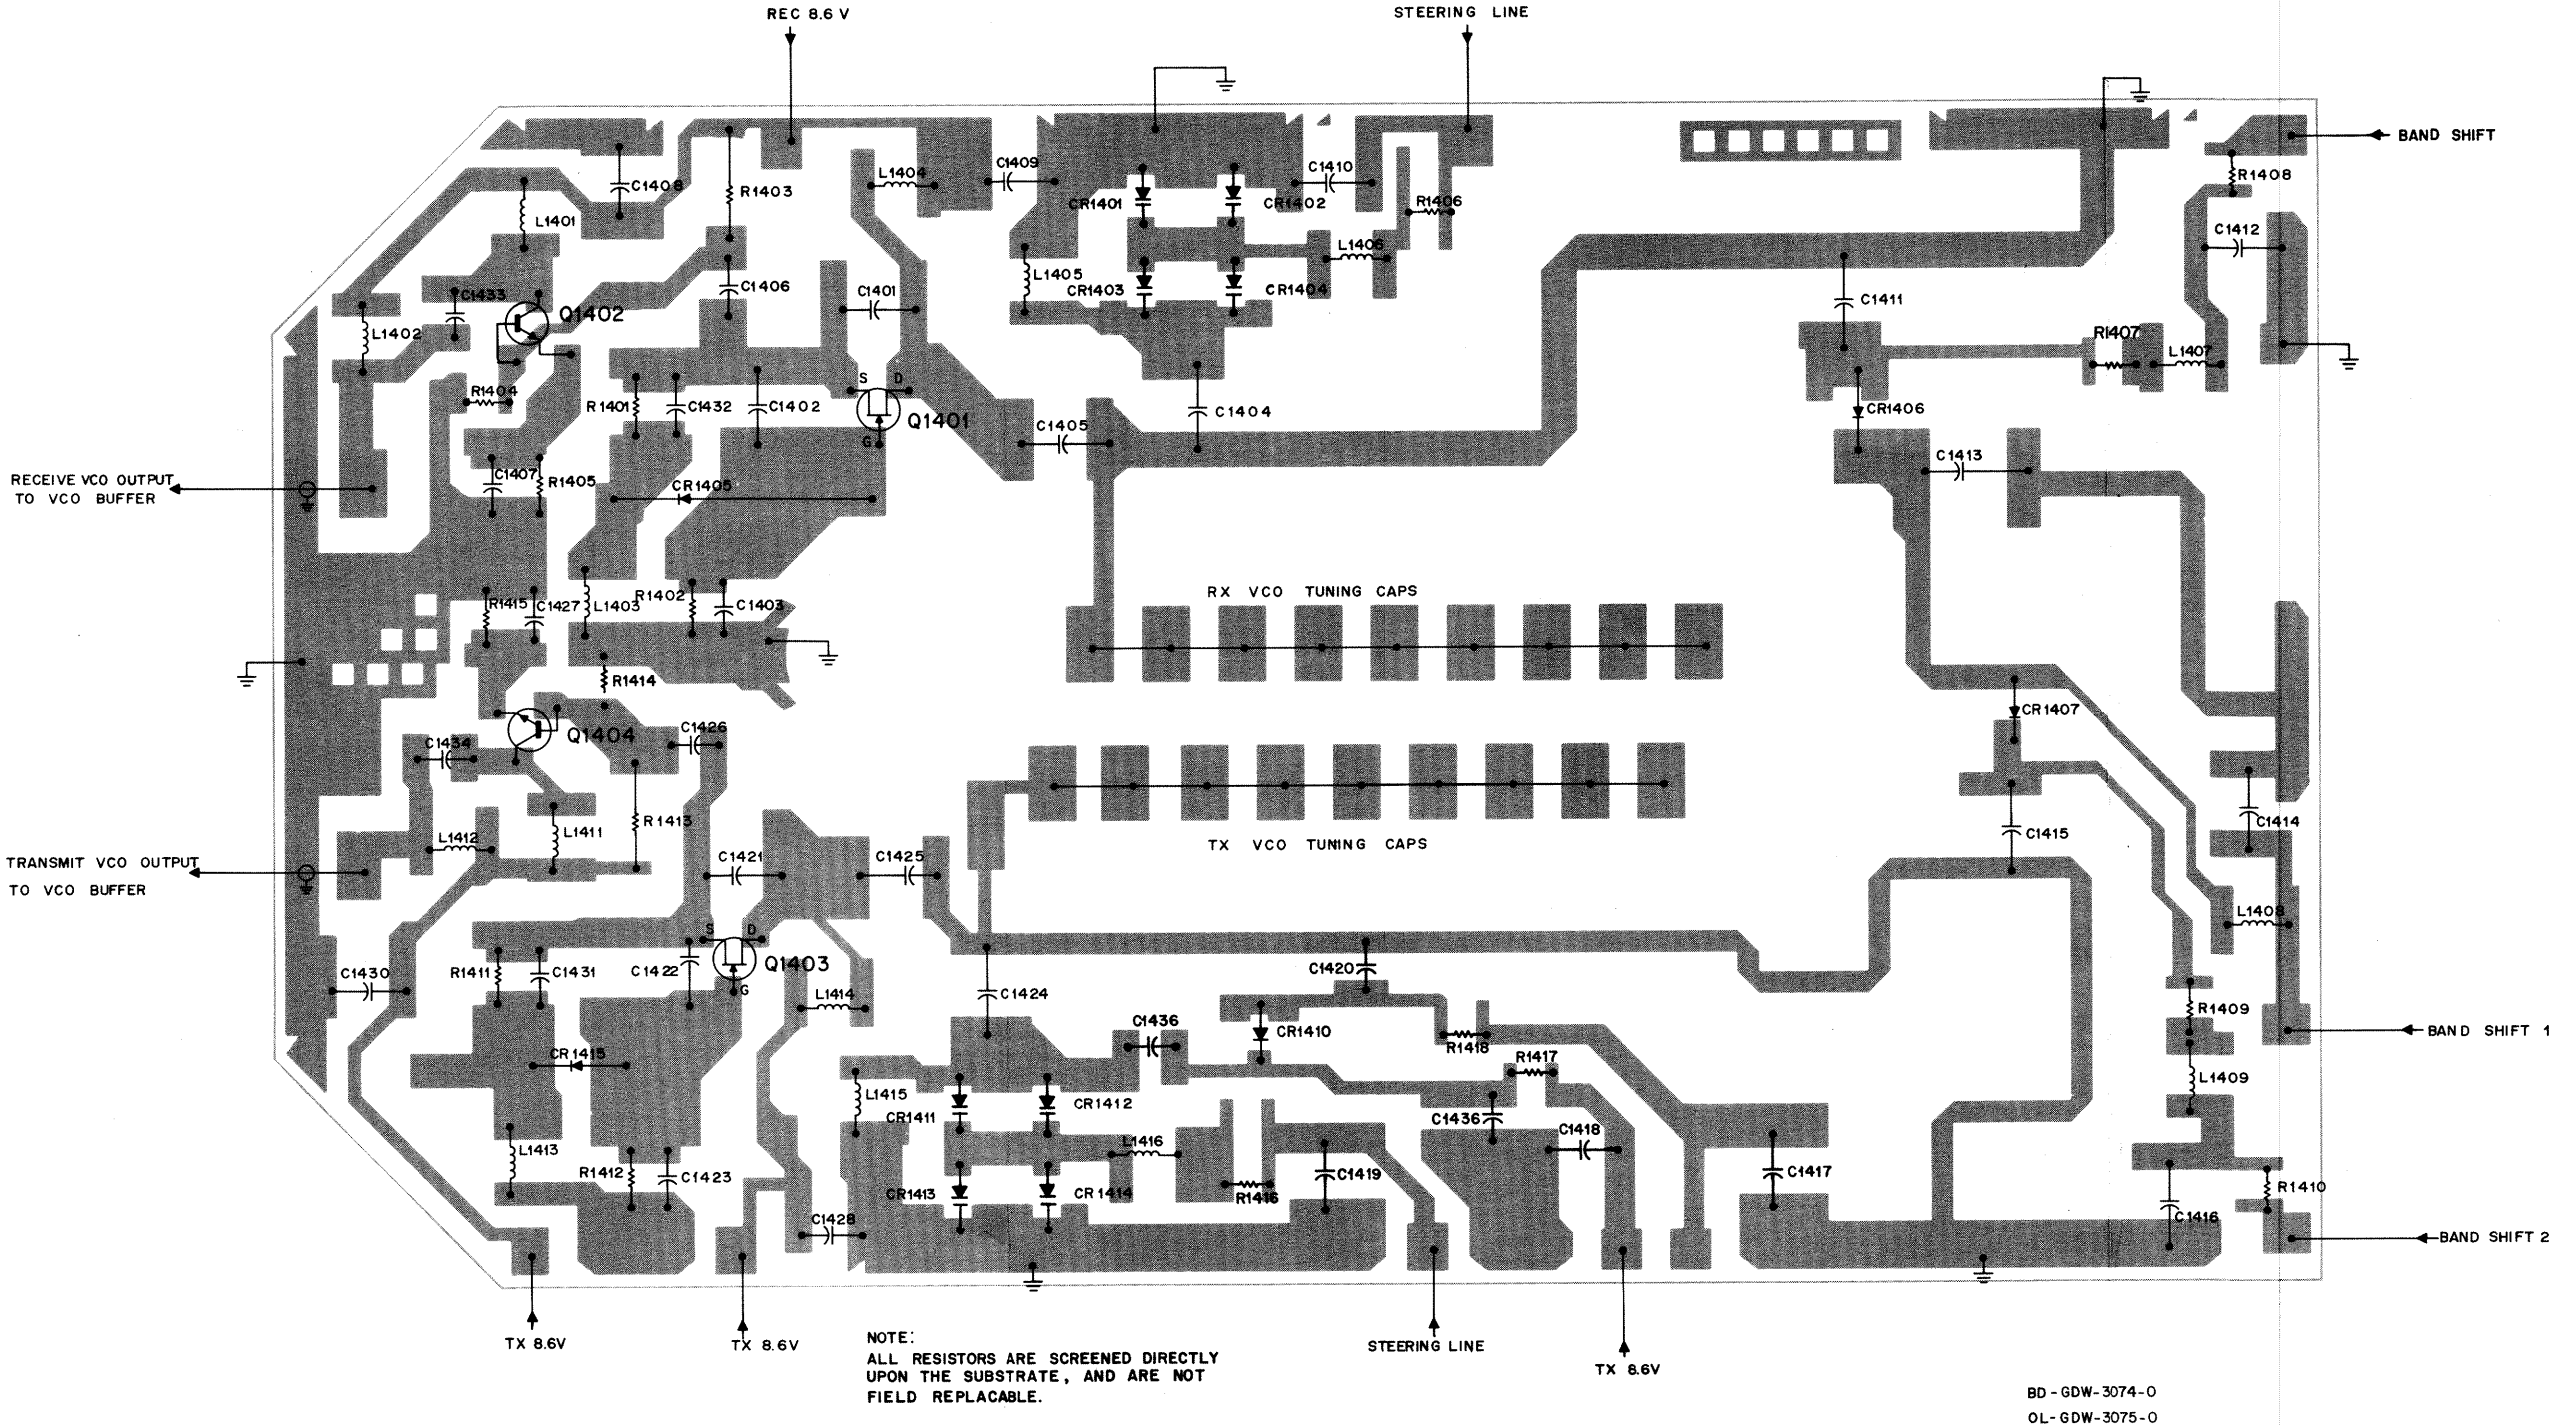 REC 8.6 V
STEERING LINE
BAND SHIFT
R1408
C1409
C1410
L1404
C1408
R1403
CR1401
CR1402
R1406
L1401
C1412
L1406
L1405
C1406
C1401
CR1403
CR1404
C1433
Q1402
C1411
L1402
R1407
L1407
R1404
R1401
C1432
C1402
S
D
Q1401
G
C1404
CR1406
C1405
C1413
RECEIVE VCO OUTPUT
TO VCO BUFFER
C1407
R1405
CR1405
RX VCO TUNING CAPS
R1415
C1427
L1403
R1402
C1403
R1414
CR1407
Q1404
C1426
C1434
L1412
L1411
R1413
TX VCO TUNING CAPS
C1415
C1414
TRANSMIT VCO OUTPUT
TO VCO BUFFER
C1421
C1425
L1408
S
D
Q1403
G
C1430
R1411
C1431
C1422
L1414
C1424
C1420
R1409
C1436
CR1410
R1418
BAND SHIFT 1
CR1415
R1417
L1409
L1415
CR1411
CR1412
C1436
L1413
L1416
C1418
R1412
C1423
C1419
C1417
CR1413
CR1414
R1416
R1410
C1428
C1416
BAND SHIFT 2
TX 8.6V
TX 8.6V
STEERING LINE
TX 8.6V
NOTE:
ALL RESISTORS ARE SCREENED DIRECTLY
UPON THE SUBSTRATE, AND ARE NOT
FIELD REPLACABLE.
BD-GDW-3074-O
OL-GDW-3075-O